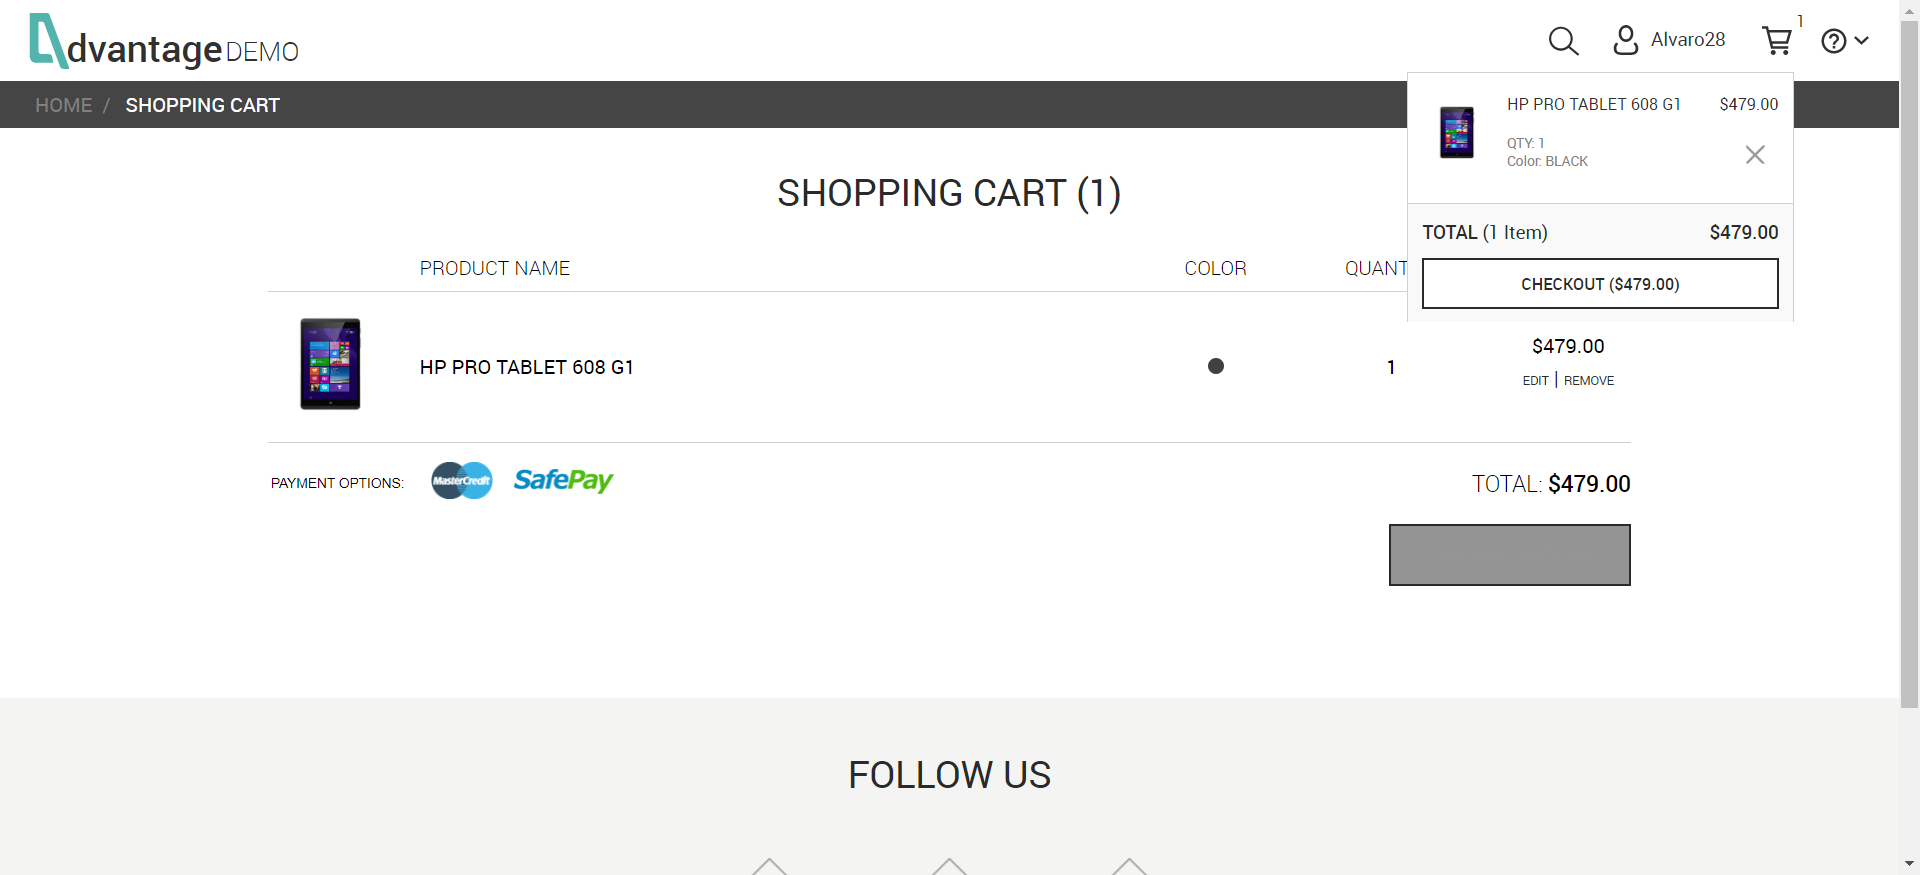 dvantage DEMO
Alvaro28
1
HOME / SHOPPING CART
HP PRO TABLET 608 G1 $479.00
QTY: 1
Color: BLACK
TOTAL (1 Item) $479.00
CHECKOUT ($479.00)
SHOPPING CART (1)
PRODUCT NAME COLOR QUANT
HP PRO TABLET 608 G1 1 $479.00
EDIT | REMOVE
PAYMENT OPTIONS: MasterCredit SafePay
TOTAL: $479.00
FOLLOW US